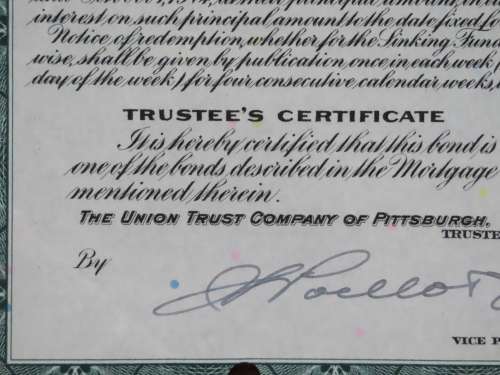 interest on such principal amount to the date fixed fo
Notice of redemption, whether for the Sinking Fund
wise, shall be given by publication, once in each week (
day of the week) for four consecutive calendar weeks,
TRUSTEE'S CERTIFICATE
It is hereby certified that this bond is
one, of the bonds, described in the Mortgage
mentioned therein.
THE UNION TRUST COMPANY OF PITTSBURGH,
TRUSTE
By
VICE P